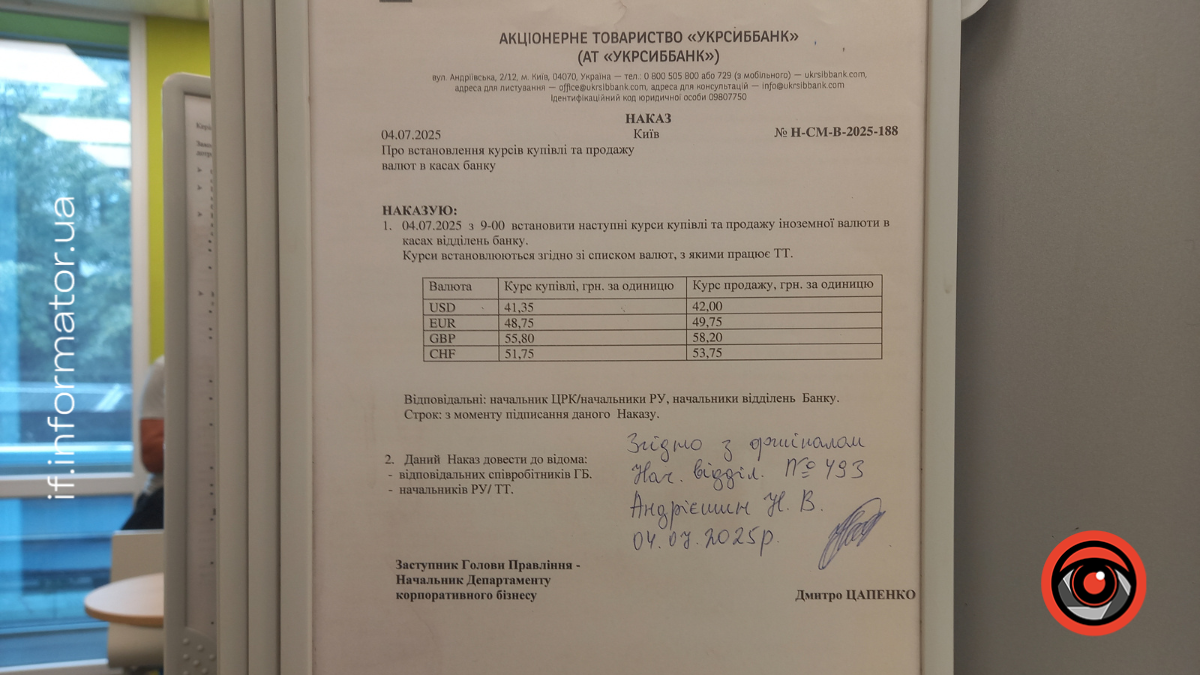 АКЦІОНЕРНЕ ТОВАРИСТВО «УКРСИББАНК»
(АТ «УКРСИББАНК»)
вул. Андріївська, 2/12, м. Київ, 04070, Україна — тел.: 0 800 505 800 або 729 (з мобільного) — ukrsibbank.com,
адреса для листування — office@ukrsibbank.com, адреса для консультацій — info@ukrsibbank.com
Ідентифікаційний код юридичної особи 09807750
НАКАЗ
04.07.2025 Київ № Н-СМ-В-2025-188
Про встановлення курсів купівлі та продажу
валют в касах банку
НАКАЗУЮ:
1. 04.07.2025 з 9-00 встановити наступні курси купівлі та продажу іноземної валюти в
касах відділень банку.
Курси встановлюються згідно зі списком валют, з якими працює ТТ.
Валюта Курс купівлі, грн. за одиницю Курс продажу, грн. за одиницю
USD 41,35 42,00
EUR 48,75 49,75
GBP 55,80 58,20
CHF 51,75 53,75
Відповідальні: начальник ЦРК/начальники РУ, начальники відділень Банку.
Строк: з моменту підписання даного Наказу.
2. Даний Наказ довести до відома:
- відповідальних співробітників ГБ.
- начальників РУ/ ТТ.
Згідно з оригіналом
Нач. відділ. № 493
Андрієшин Н. В.
04.07.2025р.
Заступник Голови Правління -
Начальник Департаменту
корпоративного бізнесу Дмитро ЦАПЕНКО
if.informator.ua